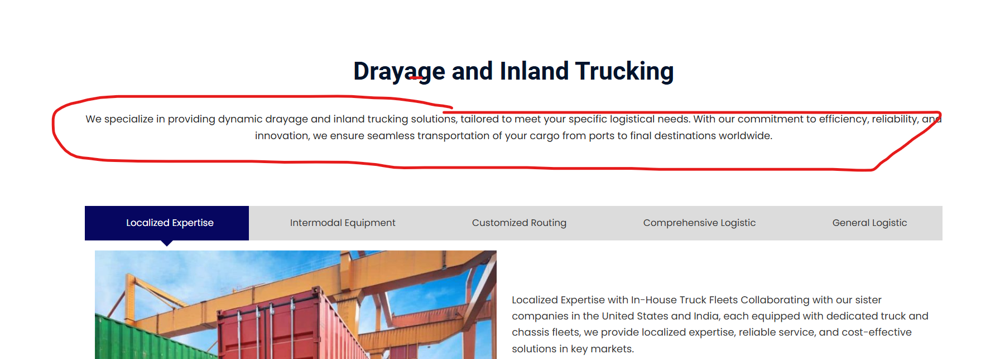 Drayage and Inland Trucking
We specialize in providing dynamic drayage and inland trucking solutions, tailored to meet your specific logistical needs. With our commitment to efficiency, reliability, and
innovation, we ensure seamless transportation of your cargo from ports to final destinations worldwide.
Localized Expertise
Intermodal Equipment
Customized Routing
Comprehensive Logistic
General Logistic
Localized Expertise with In-House Truck Fleets Collaborating with our sister
companies in the United States and India, each equipped with dedicated truck and
chassis fleets, we provide localized expertise, reliable service, and cost-effective
solutions in key markets.